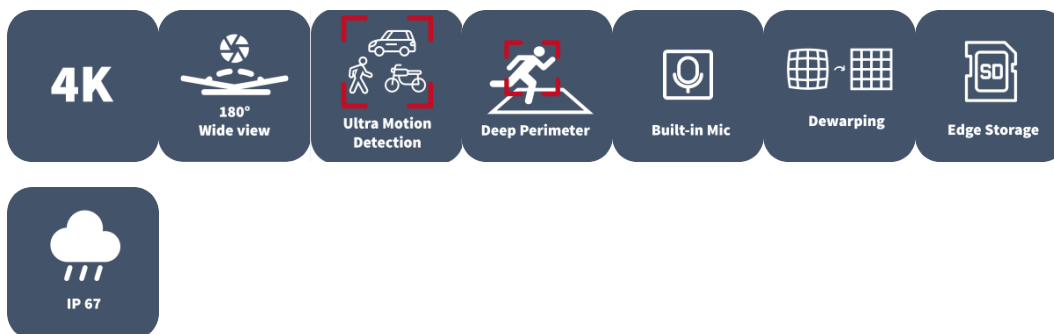 4K
180°
Wide view
Ultra Motion
Detection
Deep Perimeter
Built-in Mic
Dewarping
SD
Edge Storage
IP 67